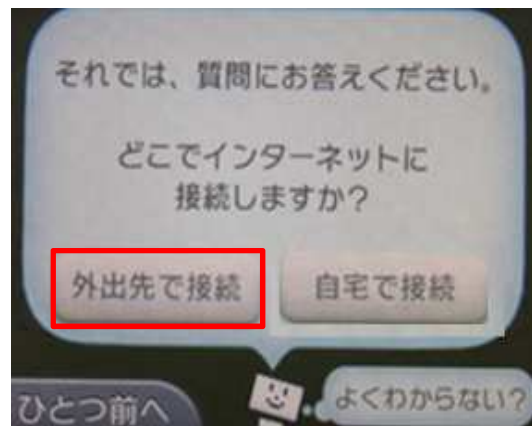 それでは、質問にお答えください。
どこでインターネットに
接続しますか?
外出先で接続
自宅で接続
ひとつ前へ
よくわからない?